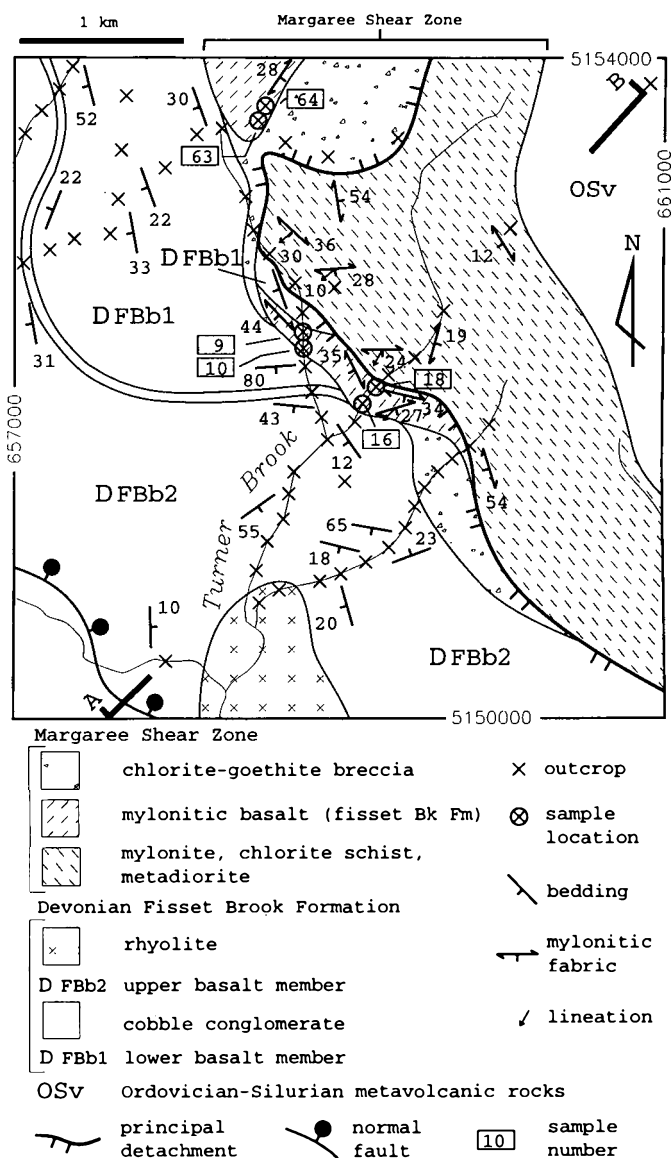 1 km
Margaree Shear Zone
5154000
28
64
B
52
30
63
OSv
661000
22
22
54
33
36
12
N
DFBb1
30
28
DFBb1
10
44
9
19
31
10
35
24
80
18
34
43
27
657000
16
12
Turner Brook
54
DFBb2
55
65
23
18
10
20
DFBb2
A
5150000
Margaree Shear Zone
chlorite-goethite breccia
mylonitic basalt (fisset Bk Fm)
mylonite, chlorite schist,
metadiorite
Devonian Fisset Brook Formation
rhyolite
D FBb2 upper basalt member
cobble conglomerate
D FBb1 lower basalt member
OSv Ordovician-Silurian metavolcanic rocks
outcrop
sample
location
bedding
mylonitic
fabric
lineation
principal
detachment
normal
fault
10
sample
number